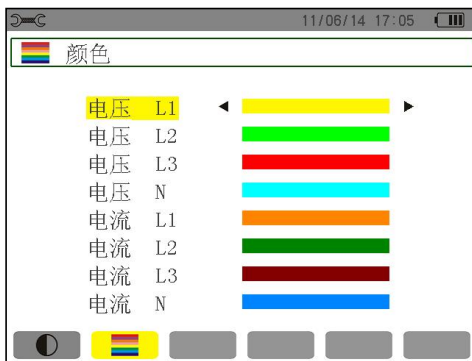 11/06/14 17:05
颜色
电压 L1
电压 L2
电压 L3
电压 N
电流 L1
电流 L2
电流 L3
电流 N